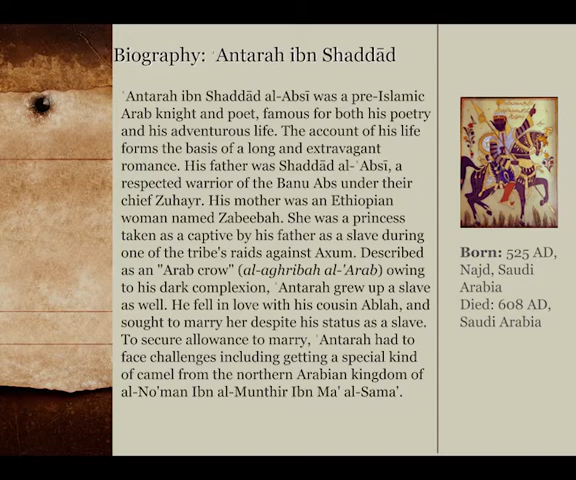 Biography: ʿAntarah ibn Shaddād
ʿAntarah ibn Shaddād al-Absī was a pre-Islamic
Arab knight and poet, famous for both his poetry
and his adventurous life. The account of his life
forms the basis of a long and extravagant
romance. His father was Shaddād al-ʿAbsī, a
respected warrior of the Banu Abs under their
chief Zuhayr. His mother was an Ethiopian
woman named Zabeebah. She was a princess
taken as a captive by his father as a slave during
one of the tribe's raids against Axum. Described
as an "Arab crow" (al-aghribah al-'Arab) owing
to his dark complexion, ʿAntarah grew up a slave
as well. He fell in love with his cousin Ablah, and
sought to marry her despite his status as a slave.
To secure allowance to marry, ʿAntarah had to
face challenges including getting a special kind
of camel from the northern Arabian kingdom of
al-No'man Ibn al-Munthir Ibn Ma' al-Sama'.
Born: 525 AD,
Najd, Saudi
Arabia
Died: 608 AD,
Saudi Arabia